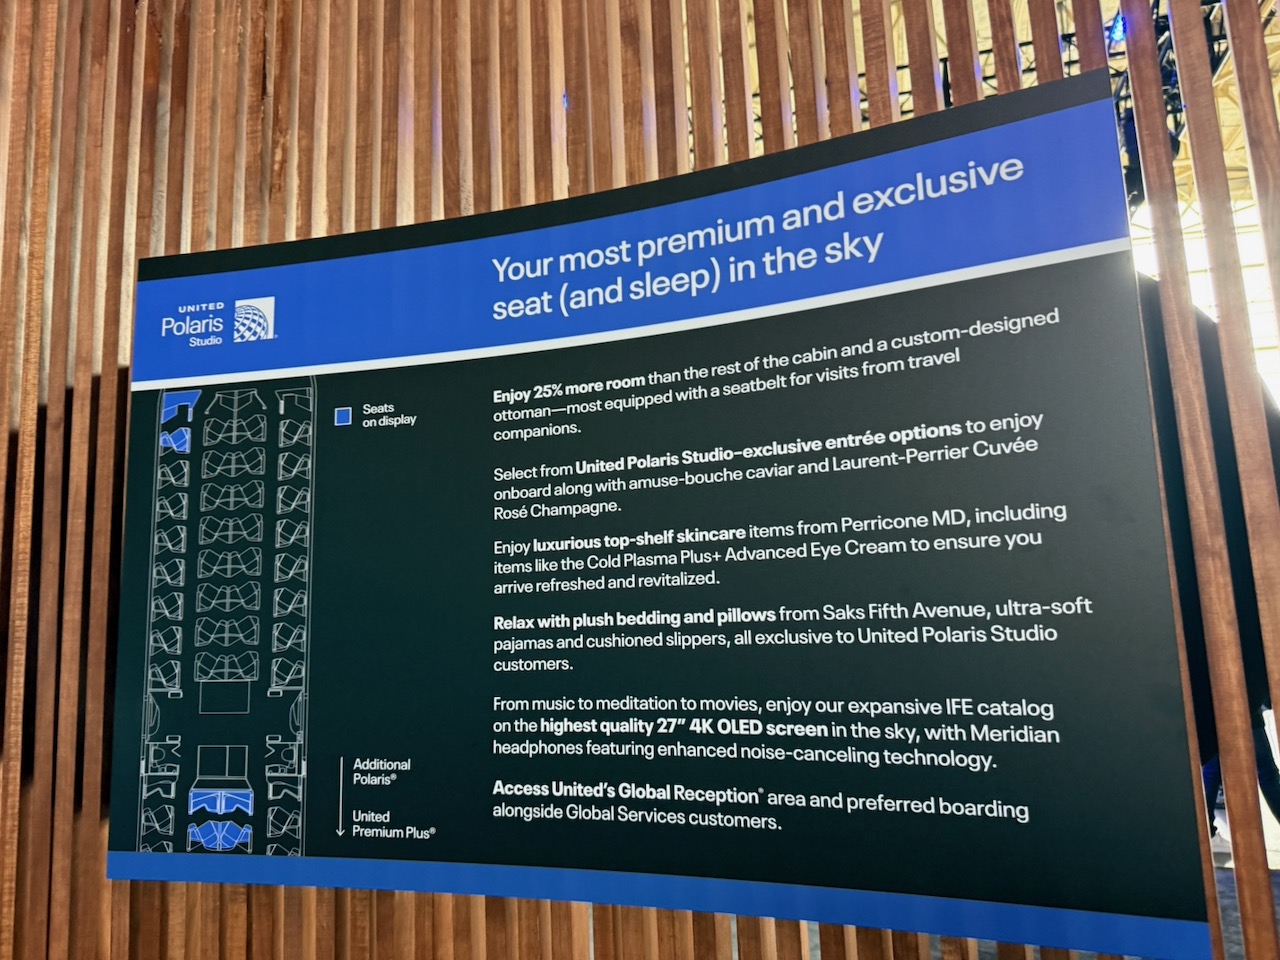 UNITED
Polaris
Studio
Your most premium and exclusive
seat (and sleep) in the sky
Seats
on display
Additional
Polaris®
United
Premium Plus®
Enjoy 25% more room than the rest of the cabin and a custom-designed
ottoman—most equipped with a seatbelt for visits from travel
companions.
Select from United Polaris Studio–exclusive entrée options to enjoy
onboard along with amuse-bouche caviar and Laurent-Perrier Cuvée
Rosé Champagne.
Enjoy luxurious top-shelf skincare items from Perricone MD, including
items like the Cold Plasma Plus+ Advanced Eye Cream to ensure you
arrive refreshed and revitalized.
Relax with plush bedding and pillows from Saks Fifth Avenue, ultra-soft
pajamas and cushioned slippers, all exclusive to United Polaris Studio
customers.
From music to meditation to movies, enjoy our expansive IFE catalog
on the highest quality 27” 4K OLED screen in the sky, with Meridian
headphones featuring enhanced noise-canceling technology.
Access United’s Global Reception® area and preferred boarding
alongside Global Services customers.